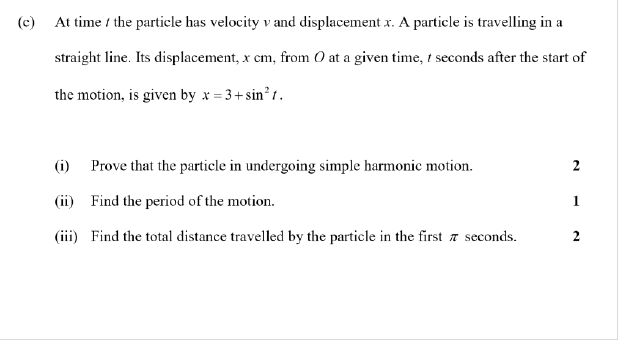 (c) At time t the particle has velocity v and displacement x. A particle is travelling in a
straight line. Its displacement, x cm, from O at a given time, t seconds after the start of
the motion, is given by x = 3 + sin² t .
(i) Prove that the particle in undergoing simple harmonic motion. 2
(ii) Find the period of the motion. 1
(iii) Find the total distance travelled by the particle in the first π seconds. 2